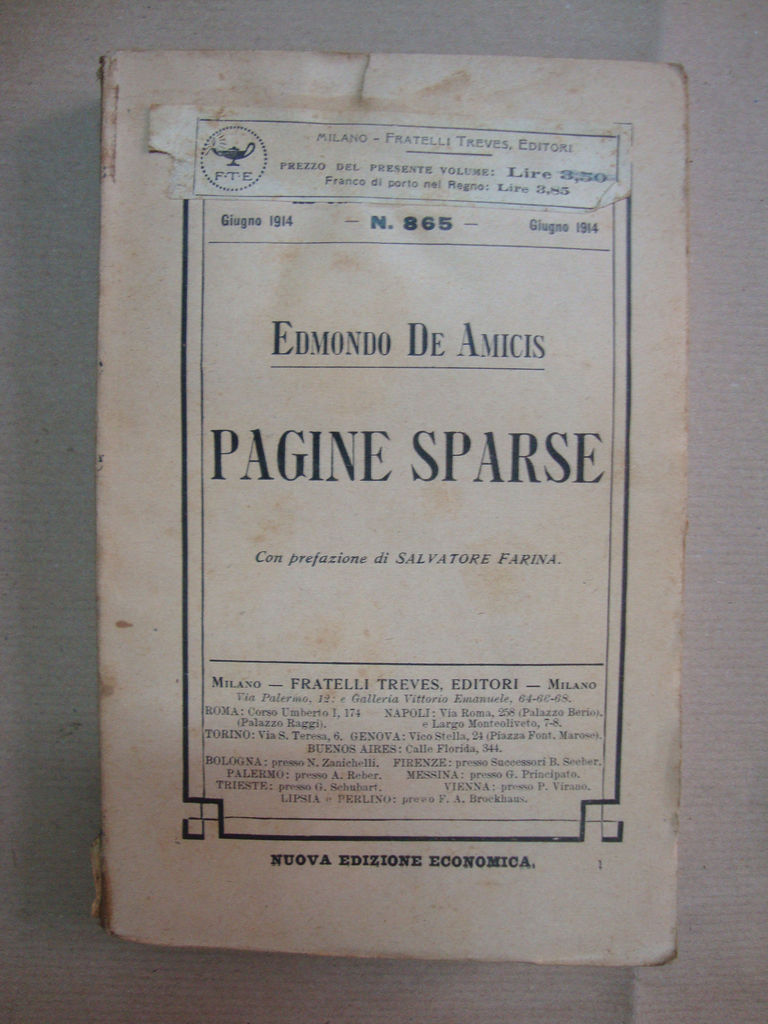 MILANO - FRATELLI TREVES, EDITORI
F·T·E
PREZZO DEL PRESENTE VOLUME: Lire 3,50
Franco di porto nel Regno: Lire 3,85
Giugno 1914 — N. 865 — Giugno 1914
EDMONDO DE AMICIS
PAGINE SPARSE
Con prefazione di SALVATORE FARINA.
MILANO — FRATELLI TREVES, EDITORI — MILANO
Via Palermo, 12; e Galleria Vittorio Emanuele, 64-66-68.
ROMA: Corso Umberto I, 174 NAPOLI: Via Roma, 258 (Palazzo Berio).
(Palazzo Raggi). e Largo Monteoliveto, 7-8.
TORINO: Via S. Teresa, 6. GENOVA: Vico Stella, 24 (Piazza Font. Marose).
BUENOS AIRES: Calle Florida, 344.
BOLOGNA: presso N. Zanichelli. FIRENZE: presso Successori B. Seeber.
PALERMO: presso A. Reber. MESSINA: presso G. Principato.
TRIESTE: presso G. Schubart. VIENNA: presso P. Virano.
LIPSIA e PERLINO: presso F. A. Brockhaus.
NUOVA EDIZIONE ECONOMICA. 1